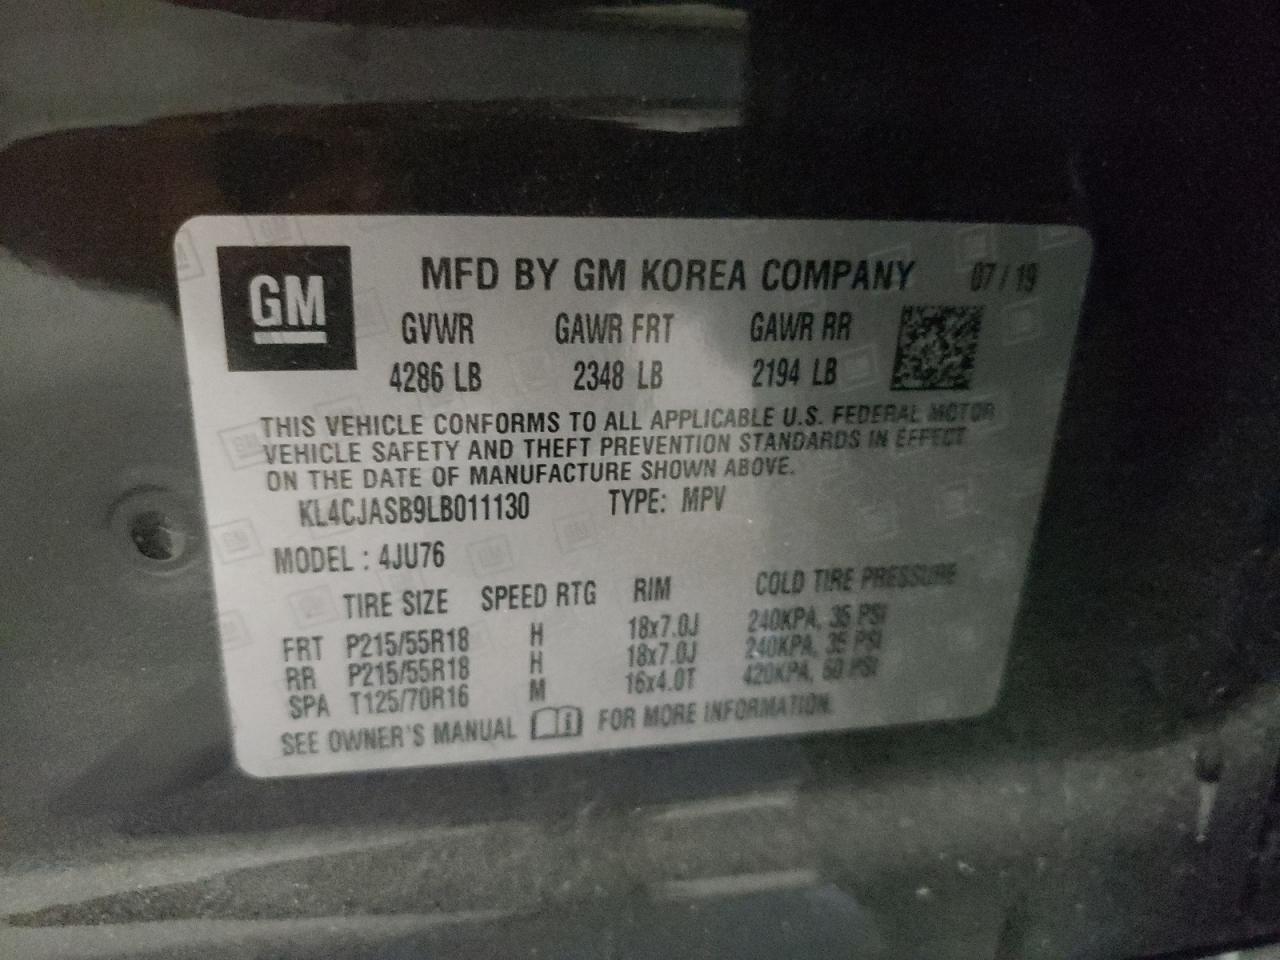 GM
MFD BY GM KOREA COMPANY 07/19
GVWR GAWR FRT GAWR RR
4286 LB 2348 LB 2194 LB
THIS VEHICLE CONFORMS TO ALL APPLICABLE U.S. FEDERAL MOTOR
VEHICLE SAFETY AND THEFT PREVENTION STANDARDS IN EFFECT
ON THE DATE OF MANUFACTURE SHOWN ABOVE.
KL4CJASB9LB011130 TYPE: MPV
MODEL : 4JU76
TIRE SIZE SPEED RTG RIM COLD TIRE PRESSURE
FRT P215/55R18 H 18x7.0J 240KPA, 35 PSI
RR P215/55R18 H 18x7.0J 240KPA, 35 PSI
SPA T125/70R16 M 16x4.0T 420KPA, 60 PSI
SEE OWNER'S MANUAL FOR MORE INFORMATION.